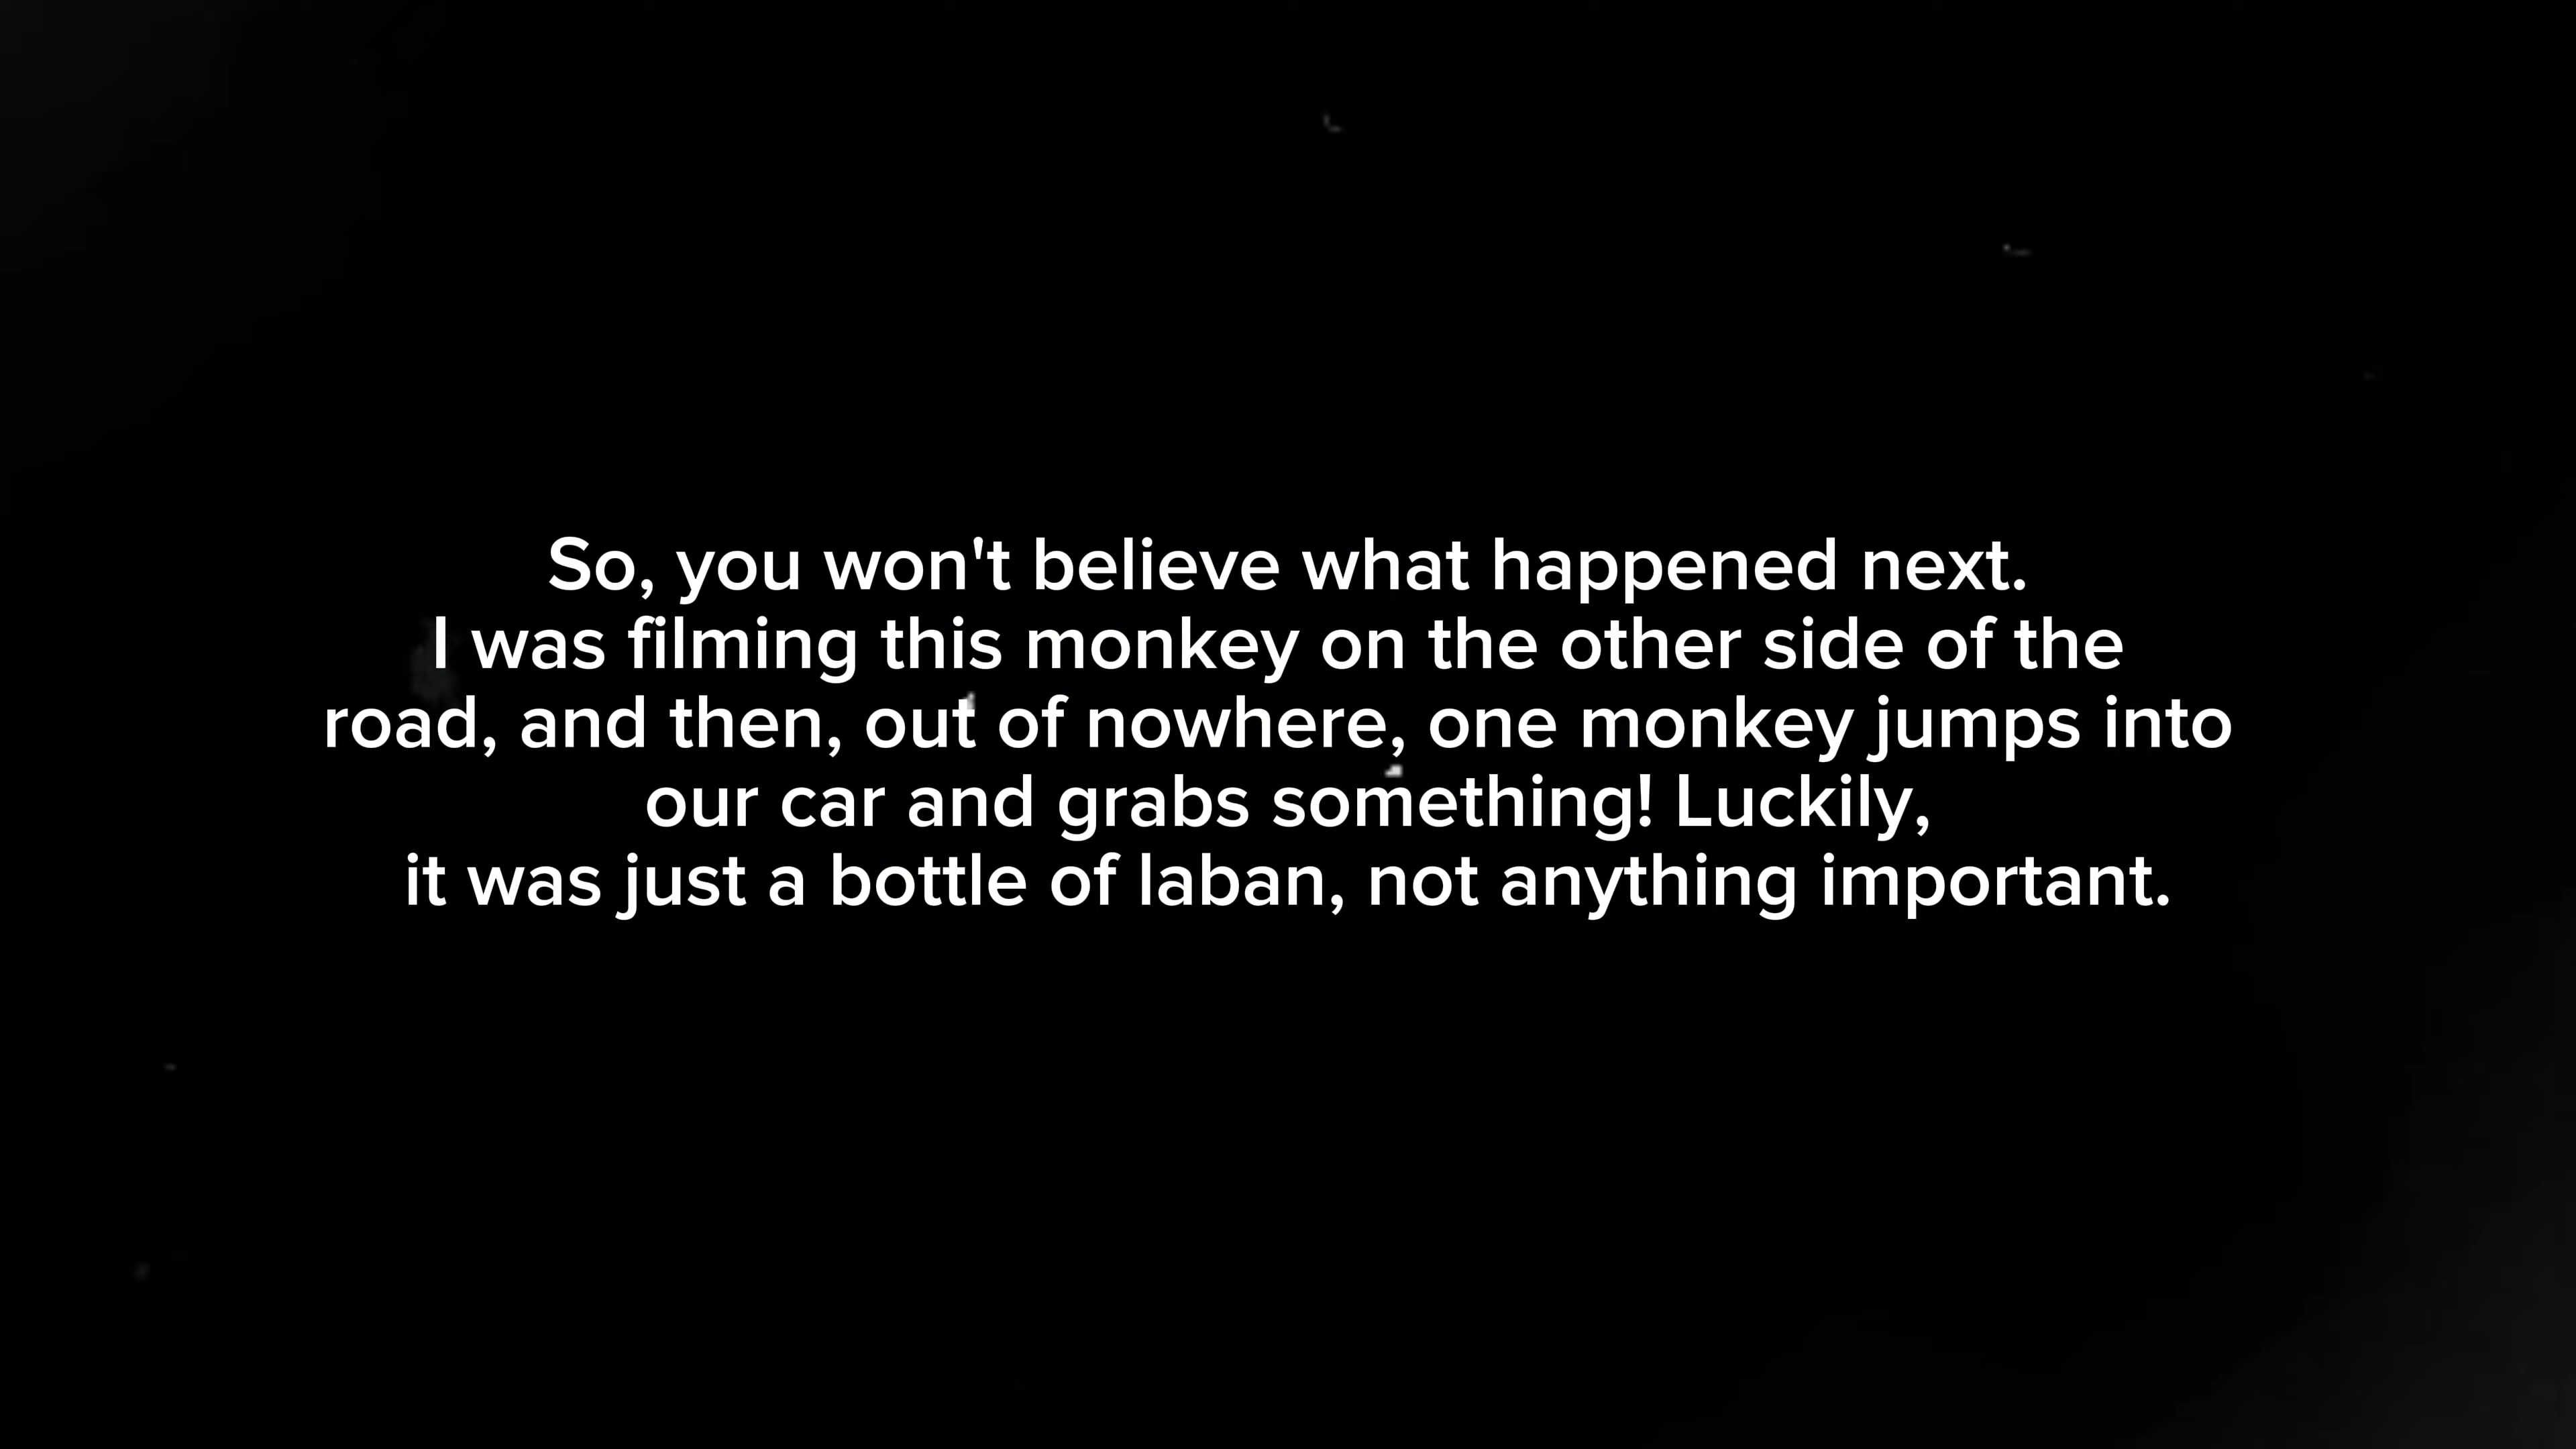 So, you won't believe what happened next.
I was filming this monkey on the other side of the
road, and then, out of nowhere, one monkey jumps into
our car and grabs something! Luckily,
it was just a bottle of laban, not anything important.